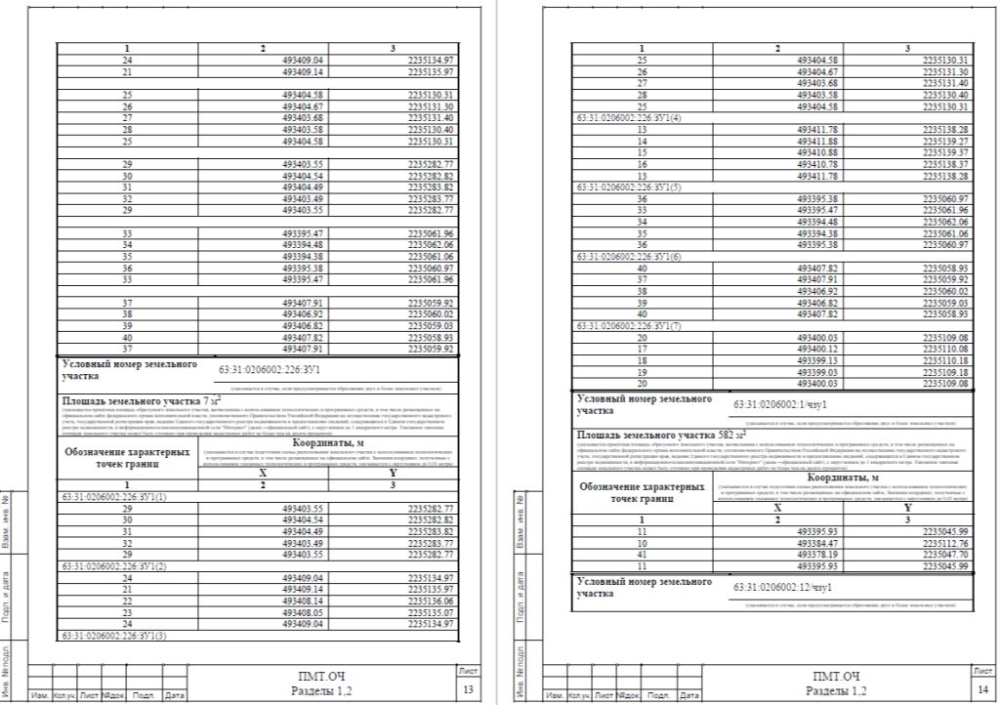 1 2 3
24 493409.04 2235134.97
21 493409.14 2235135.97
25 493404.58 2235130.31
26 493404.67 2235131.30
27 493403.68 2235131.40
28 493403.58 2235130.40
25 493404.58 2235130.31
29 493403.55 2235282.77
30 493404.54 2235282.82
31 493404.49 2235283.82
32 493403.49 2235283.77
29 493403.55 2235282.77
33 493395.47 2235061.96
34 493394.48 2235062.06
35 493394.38 2235061.06
36 493395.38 2235060.97
33 493395.47 2235061.96
37 493407.91 2235059.92
38 493406.92 2235060.02
39 493406.82 2235059.03
40 493407.82 2235058.93
37 493407.91 2235059.92
Условный номер земельного участка 63:31:0206002:226:ЗУ1
(указывается в случае, если предусматривается образование двух и более земельных участков)
Площадь земельного участка 7 м²
Обозначение характерных точек границ
Координаты, м
X Y
1 2 3
63:31:0206002:226:ЗУ1(1)
29 493403.55 2235282.77
30 493404.54 2235282.82
31 493404.49 2235283.82
32 493403.49 2235283.77
29 493403.55 2235282.77
63:31:0206002:226:ЗУ1(2)
24 493409.04 2235134.97
21 493409.14 2235135.97
22 493408.14 2235136.06
23 493408.05 2235135.07
24 493409.04 2235134.97
63:31:0206002:226:ЗУ1(3)
Взам. инв. №
Подп. и дата
Инв. № подл.
Изм. Кол.уч. Лист №док. Подп. Дата
ПМТ.ОЧ
Разделы 1,2
Лист
13
1 2 3
25 493404.58 2235130.31
26 493404.67 2235131.30
27 493403.68 2235131.40
28 493403.58 2235130.40
25 493404.58 2235130.31
63:31:0206002:226:ЗУ1(4)
13 493411.78 2235138.28
14 493411.88 2235139.27
15 493410.88 2235139.37
16 493410.78 2235138.37
13 493411.78 2235138.28
63:31:0206002:226:ЗУ1(5)
36 493395.38 2235060.97
33 493395.47 2235061.96
34 493394.48 2235062.06
35 493394.38 2235061.06
36 493395.38 2235060.97
63:31:0206002:226:ЗУ1(6)
40 493407.82 2235058.93
37 493407.91 2235059.92
38 493406.92 2235060.02
39 493406.82 2235059.03
40 493407.82 2235058.93
63:31:0206002:226:ЗУ1(7)
20 493400.03 2235109.08
17 493400.12 2235110.08
18 493399.13 2235110.18
19 493399.03 2235109.18
20 493400.03 2235109.08
Условный номер земельного участка 63:31:0206002:1/чзу1
(указывается в случае, если предусматривается образование двух и более земельных участков)
Площадь земельного участка 582 м²
Обозначение характерных точек границ
Координаты, м
X Y
1 2 3
11 493395.93 2235045.99
10 493384.47 2235112.76
41 493378.19 2235047.70
11 493395.93 2235045.99
Условный номер земельного участка 63:31:0206002:12/чзу1
(указывается в случае, если предусматривается образование двух и более земельных участков)
Взам. инв. №
Подп. и дата
Инв. № подл.
Изм. Кол.уч. Лист №док. Подп. Дата
ПМТ.ОЧ
Разделы 1,2
Лист
14